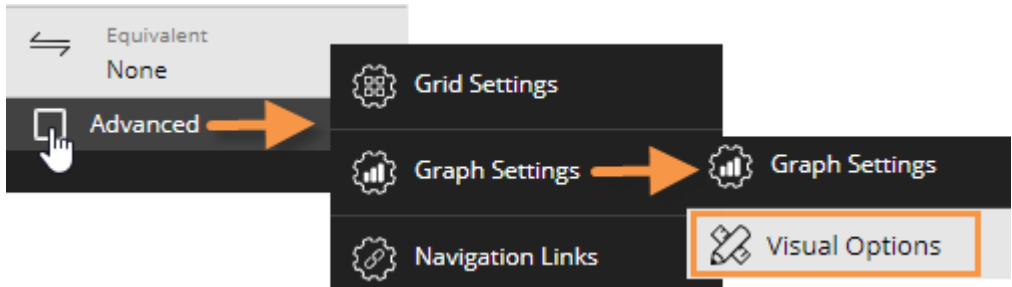 Equivalent
None
Advanced
Grid Settings
Graph Settings
Navigation Links
Graph Settings
Visual Options